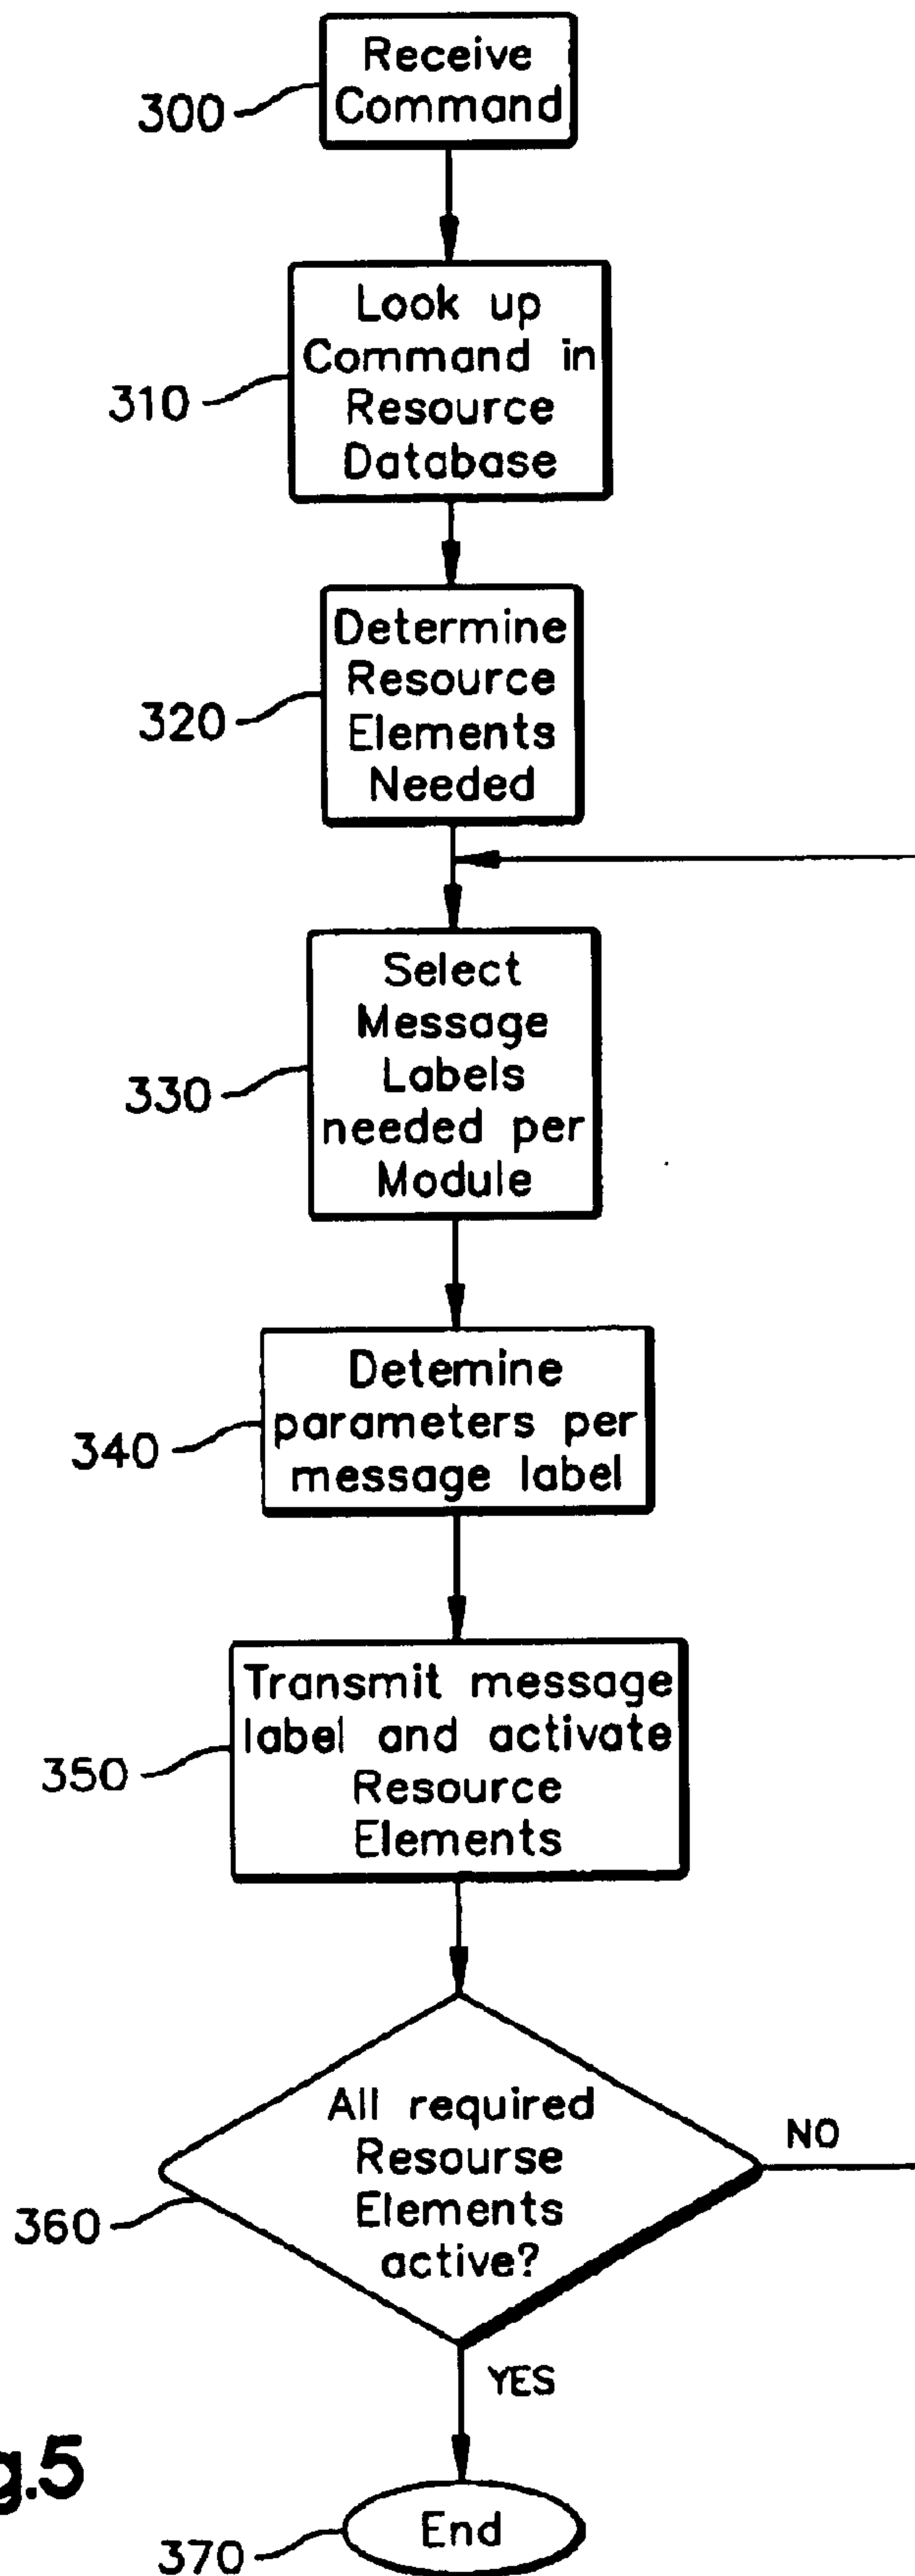 Receive
Command
300
Look up
Command in
Resource
Database
310
Determine
Resource
Elements
Needed
320
Select
Message
Labels
needed per
Module
330
Detemine
parameters per
message label
340
Transmit message
label and activate
Resource
Elements
350
All required
Resourse
Elements
active?
360
NO
YES
g.5
End
370